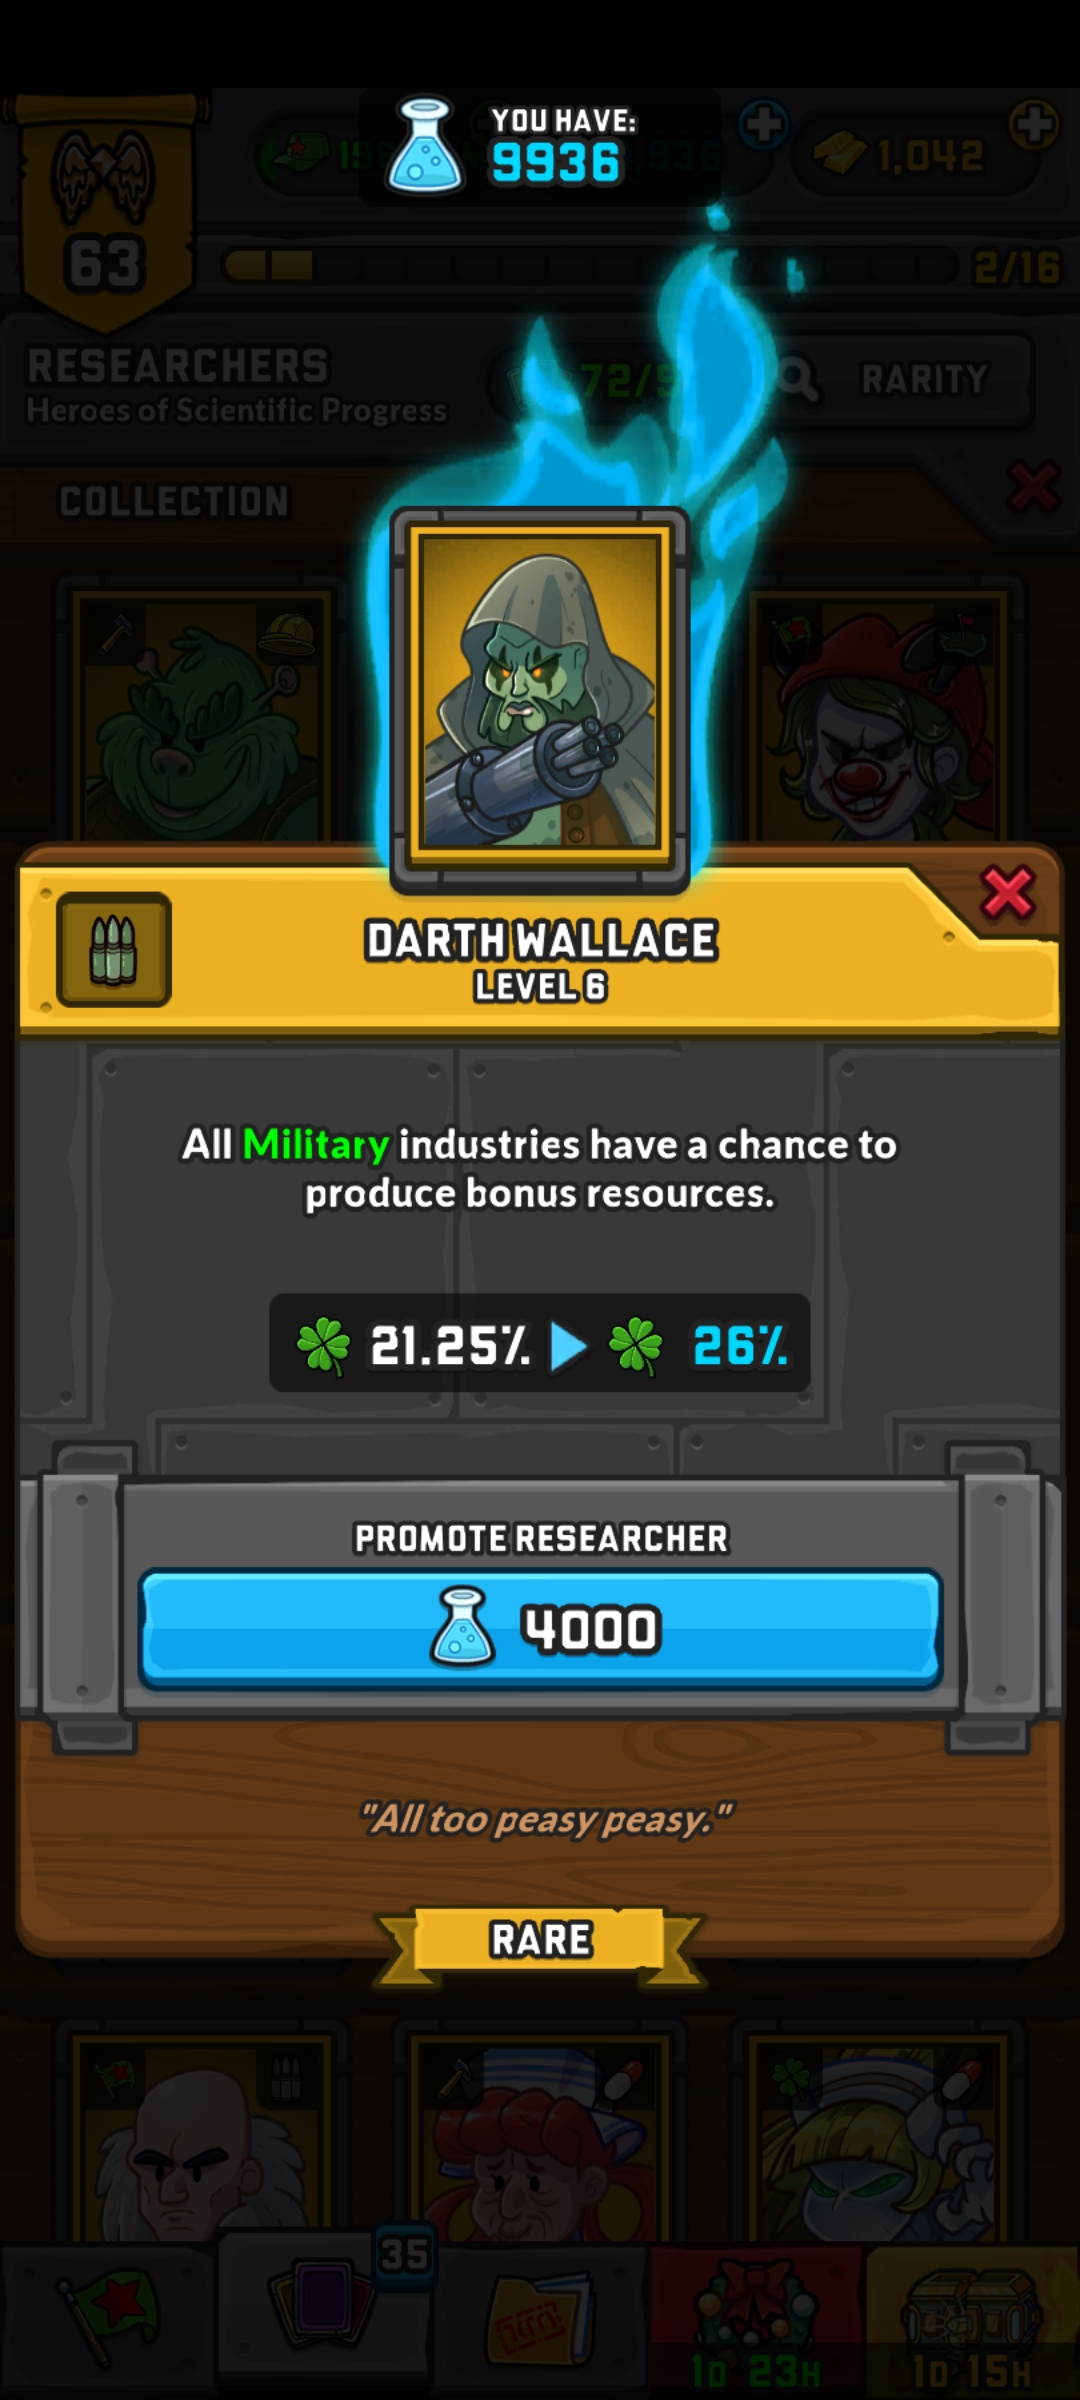 YOU HAVE:
9936
1,042
63
2/16
RESEARCHERS
Heroes of Scientific Progress
RARITY
COLLECTION
DARTH WALLACE
LEVEL 6
All Military industries have a chance to
produce bonus resources.
21.25% 26%
PROMOTE RESEARCHER
4000
"All too peasy peasy."
RARE
35
1D 23H
1D 15H